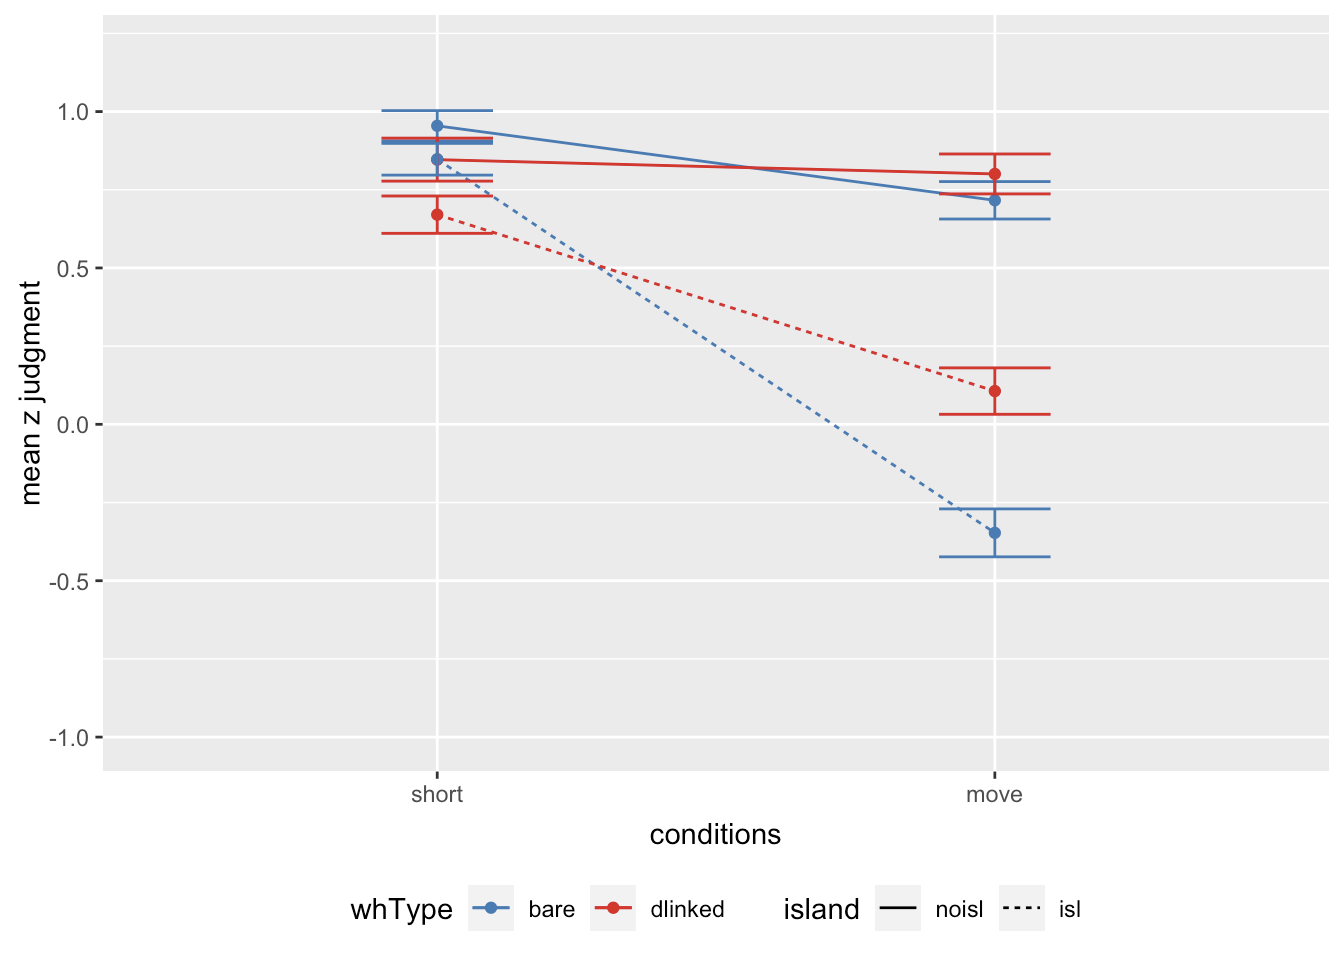 1.0
0.5
0.0
-0.5
-1.0
mean z judgment
short move
conditions
whType bare dlinked island noisl isl